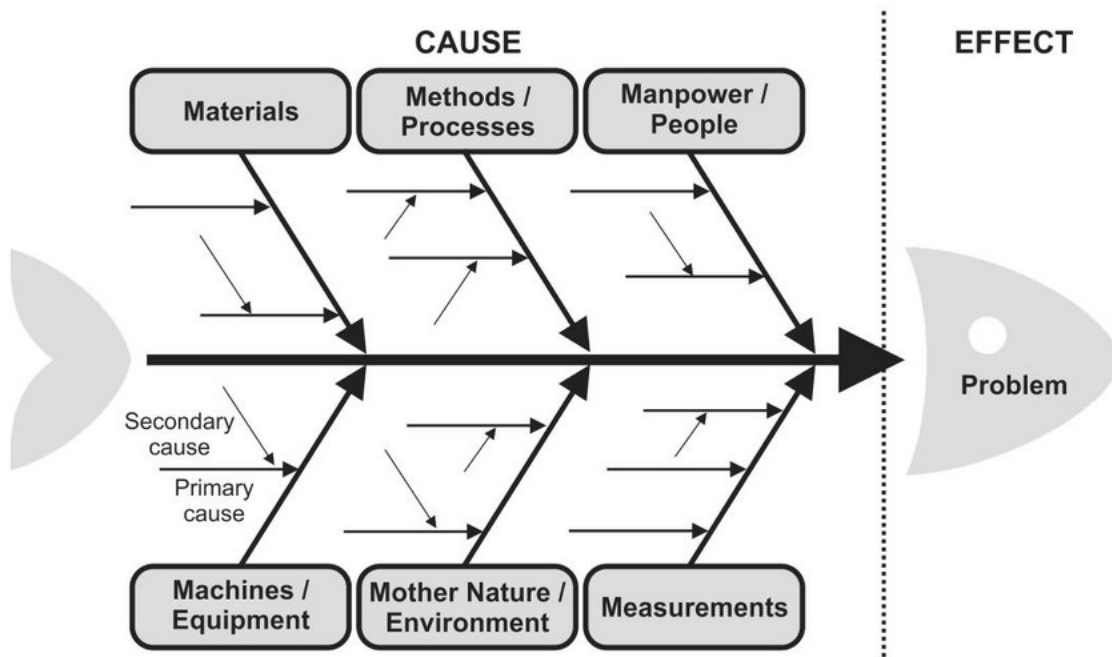 CAUSE
EFFECT
Materials
Methods /
Processes
Manpower /
People
Problem
Secondary
cause
Primary
cause
Machines /
Equipment
Mother Nature /
Environment
Measurements